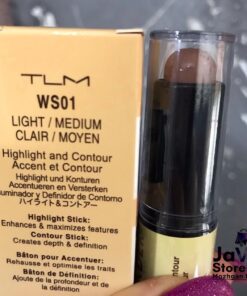 TLM
WS01
LIGHT / MEDIUM
CLAIR / MOYEN
Highlight and Contour
Accent et Contour
Highlight und Konturen
Accentueren en Versterken
Iluminador y Definidor de Contorno
ハイライト&コントアー
Highlight Stick:
Enhances & maximizes features
Contour Stick:
Creates depth & definition
Bâton pour Accentuer:
Rehausse et optimise les traits
Bâton de Définition:
Ajoute de la profondeur et de
la définition
Contour
Store